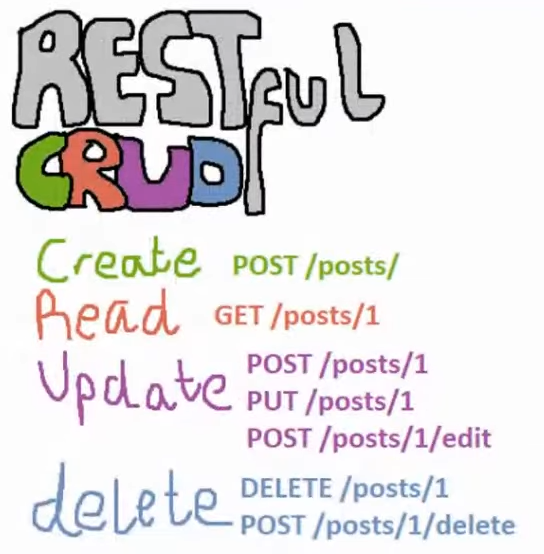 RESTful
CRUD
Create POST /posts/
Read GET /posts/1
Update POST /posts/1
PUT /posts/1
POST /posts/1/edit
delete DELETE /posts/1
POST /posts/1/delete